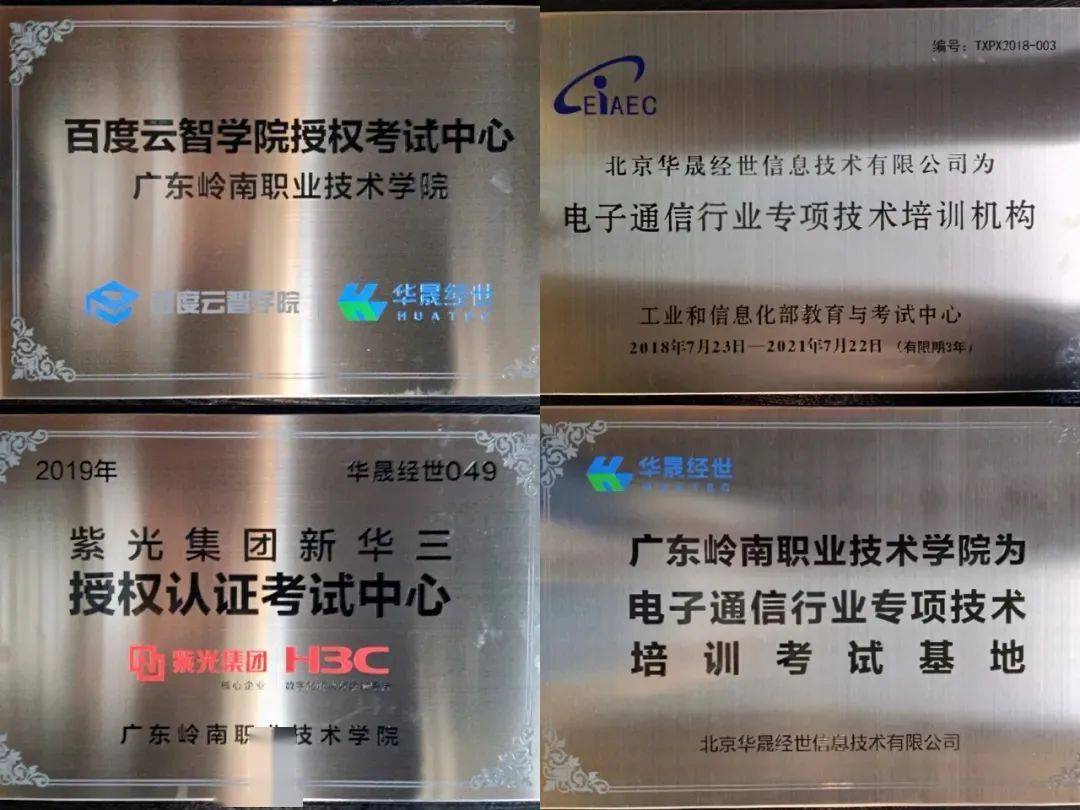 百度云智学院授权考试中心
广东岭南职业技术学院
百度云智学院
华晟经世
HUATEC
编号：TXPX2018-003
CEIAEC
北京华晟经世信息技术有限公司为
电子通信行业专项技术培训机构
工业和信息化部教育与考试中心
2018年7月23日—2021年7月22日（有限期3年）
2019年
华晟经世049
紫光集团新华三
授权认证考试中心
紫光集团
H3C
核心企业
广东岭南职 技术学院
华晟经世
HUATEC
广东岭南职业技术学院为
电子通信行业专项技术
培训考试基地
北京华晟经世信息技术有限公司